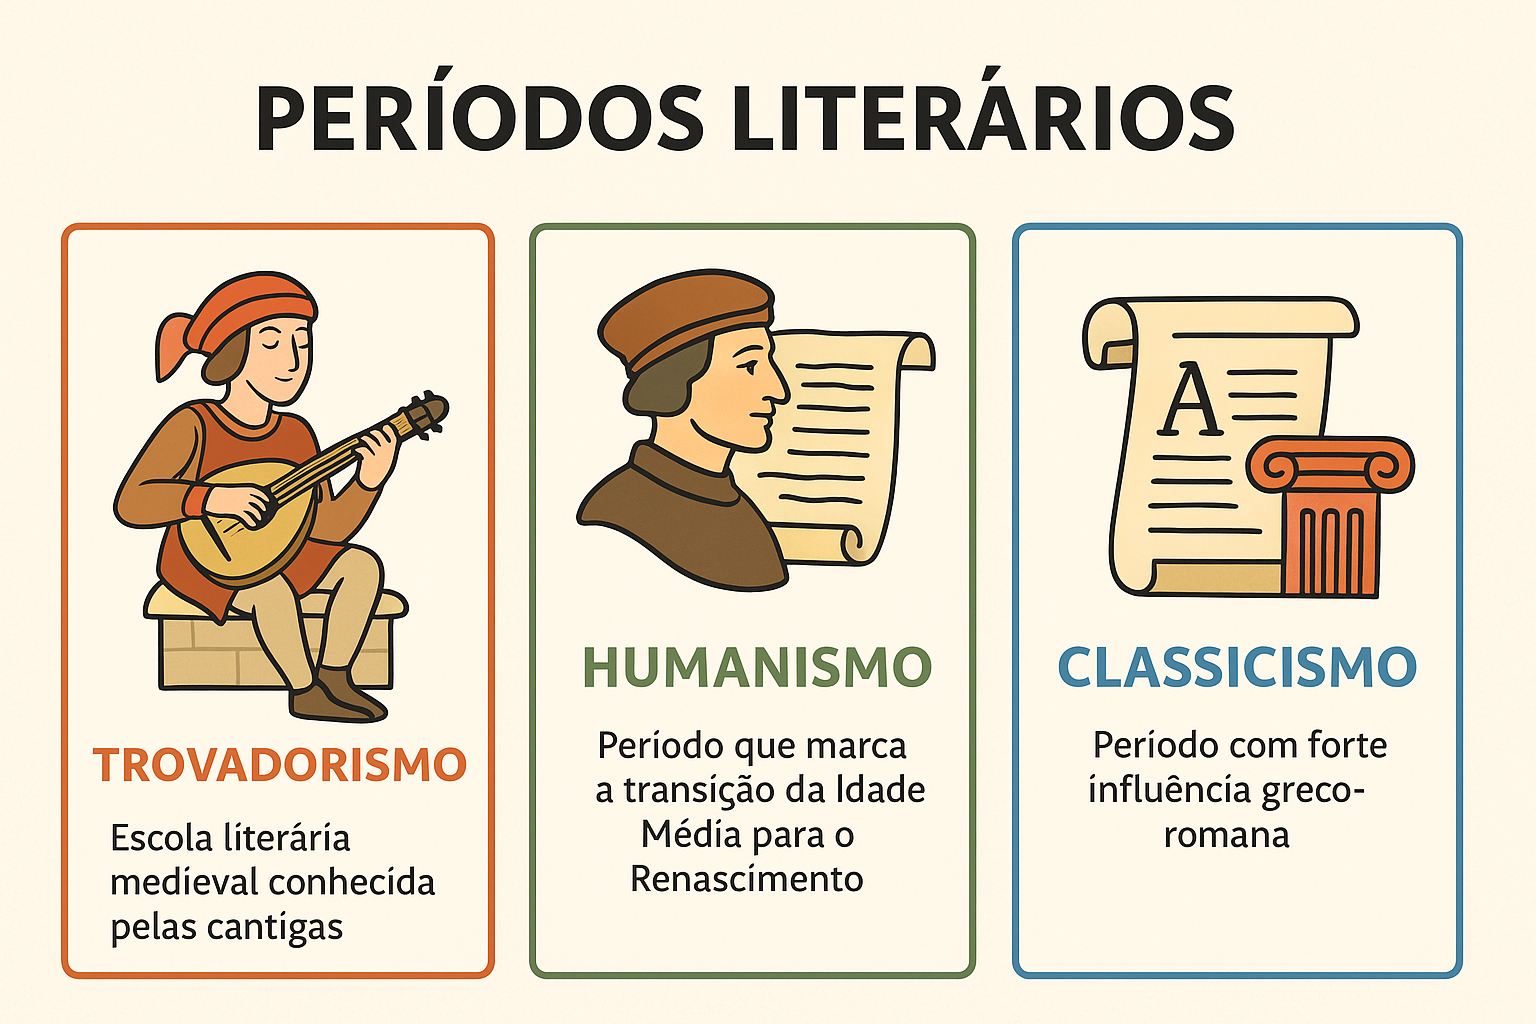 PERÍODOS LITERÁRIOS
TROVADORISMO
Escola literária
medieval conhecida
pelas cantigas
HUMANISMO
Período que marca
a transição da Idade
Média para o
Renascimento
A
CLASSICISMO
Período com forte
influência greco-
romana